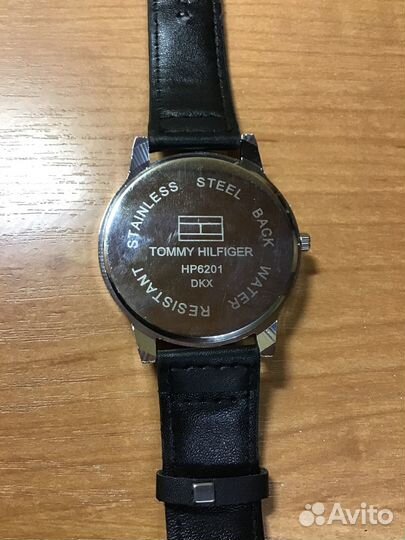 STAINLESS STEEL BACK WATER RESISTANT
TOMMY HILFIGER
HP6201
DKX
Avito